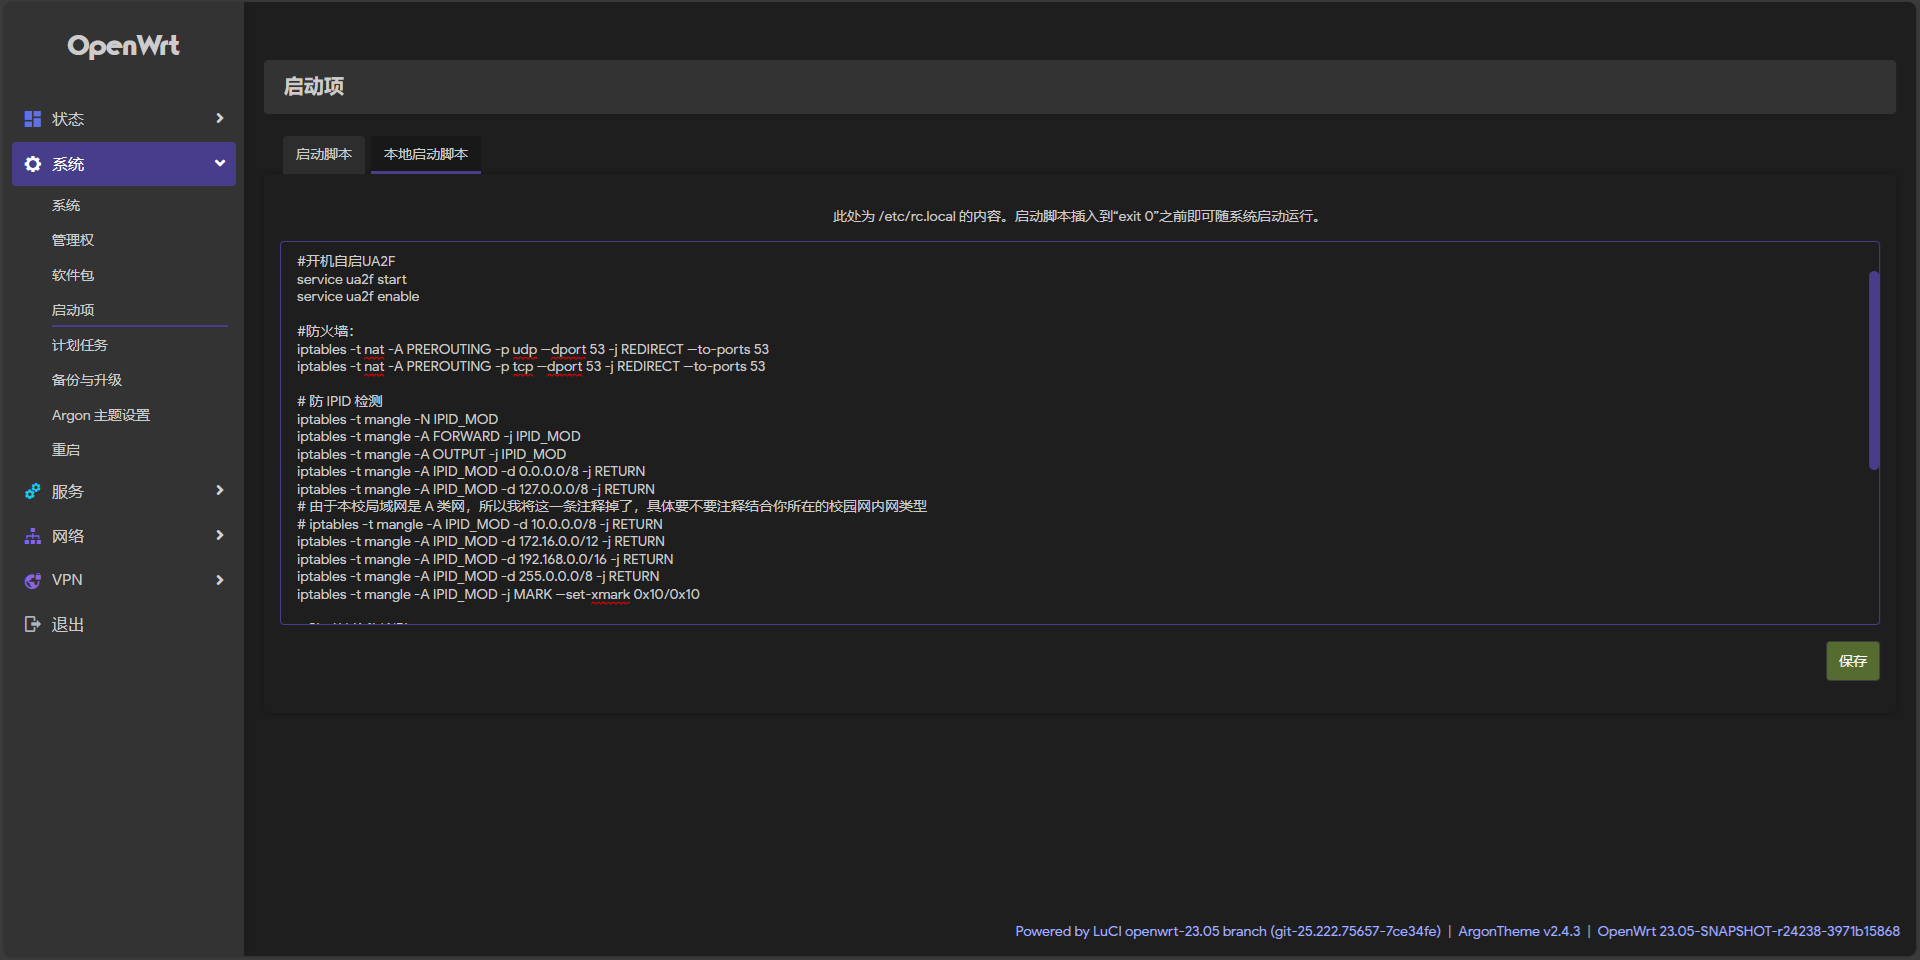 OpenWrt
状态
系统
系统
管理权
软件包
启动项
计划任务
备份与升级
Argon 主题设置
重启
服务
网络
VPN
退出
启动项
启动脚本
本地启动脚本
此处为 /etc/rc.local 的内容。启动脚本插入到“exit 0”之前即可随系统启动运行。
#开机自启UA2F
service ua2f start
service ua2f enable
#防火墙：
iptables -t nat -A PREROUTING -p udp —dport 53 -j REDIRECT —to-ports 53
iptables -t nat -A PREROUTING -p tcp —dport 53 -j REDIRECT —to-ports 53
# 防 IPID 检测
iptables -t mangle -N IPID_MOD
iptables -t mangle -A FORWARD -j IPID_MOD
iptables -t mangle -A OUTPUT -j IPID_MOD
iptables -t mangle -A IPID_MOD -d 0.0.0.0/8 -j RETURN
iptables -t mangle -A IPID_MOD -d 127.0.0.0/8 -j RETURN
# 由于本校局域网是 A 类网，所以我将这一条注释掉了，具体要不要注释结合你所在的校园网内网类型
# iptables -t mangle -A IPID_MOD -d 10.0.0.0/8 -j RETURN
iptables -t mangle -A IPID_MOD -d 172.16.0.0/12 -j RETURN
iptables -t mangle -A IPID_MOD -d 192.168.0.0/16 -j RETURN
iptables -t mangle -A IPID_MOD -d 255.0.0.0/8 -j RETURN
iptables -t mangle -A IPID_MOD -j MARK —set-xmark 0x10/0x10
保存
Powered by LuCI openwrt-23.05 branch (git-25.222.75657-7ce34fe) | ArgonTheme v2.4.3 | OpenWrt 23.05-SNAPSHOT-r24238-3971b15868